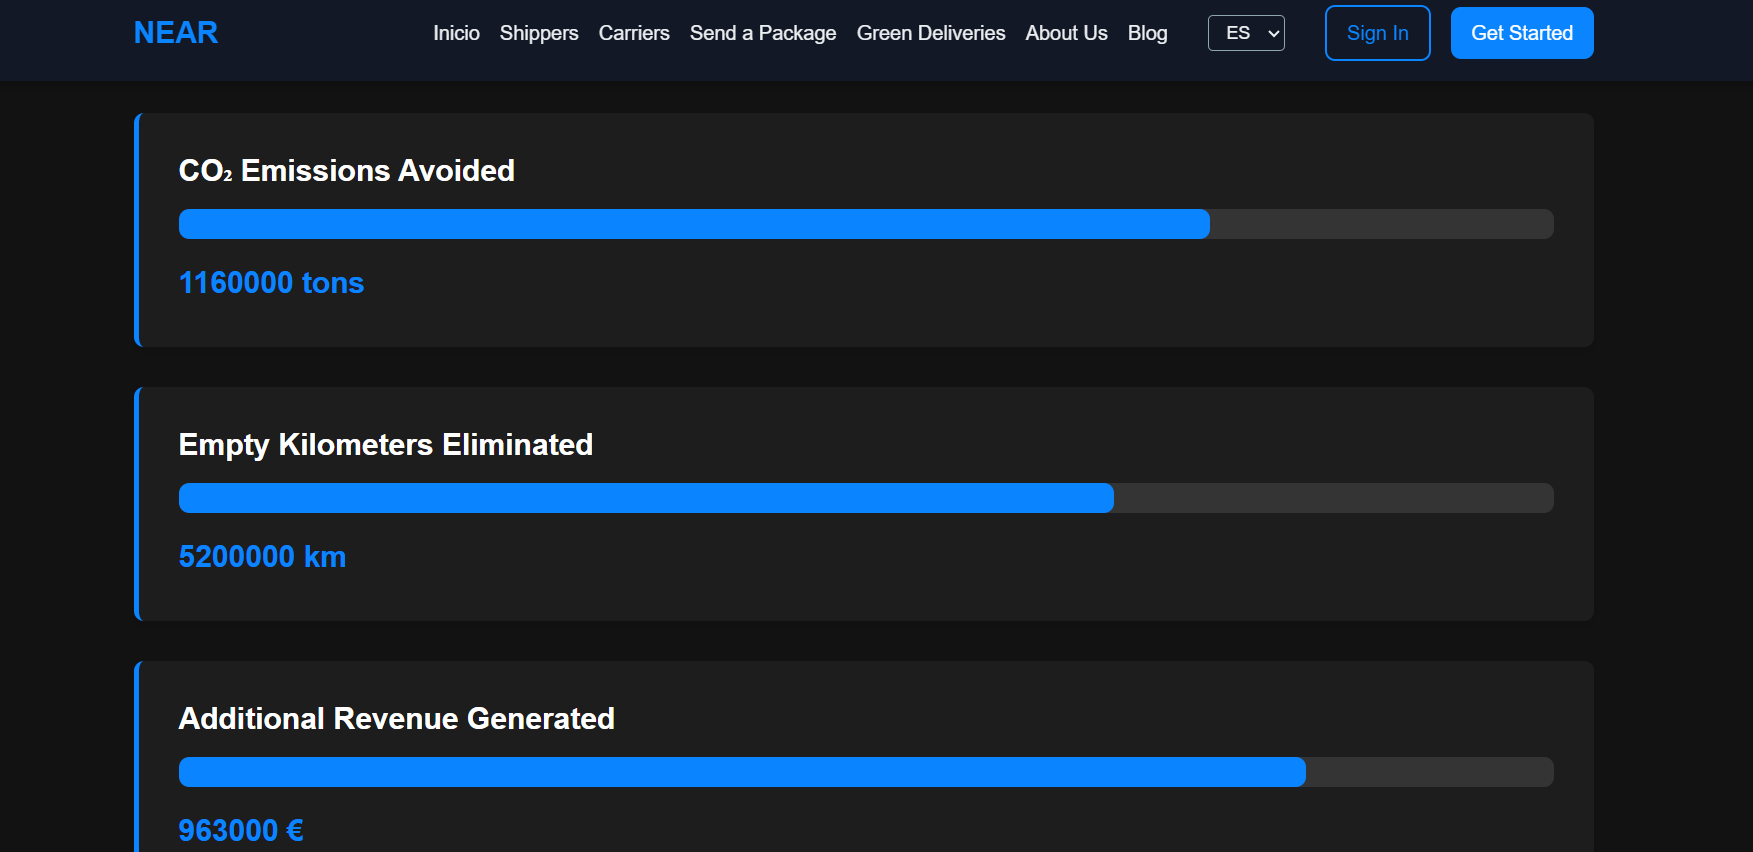 NEAR Inicio Shippers Carriers Send a Package Green Deliveries About Us Blog ES Sign In Get Started
CO₂ Emissions Avoided
1160000 tons
Empty Kilometers Eliminated
5200000 km
Additional Revenue Generated
963000 €